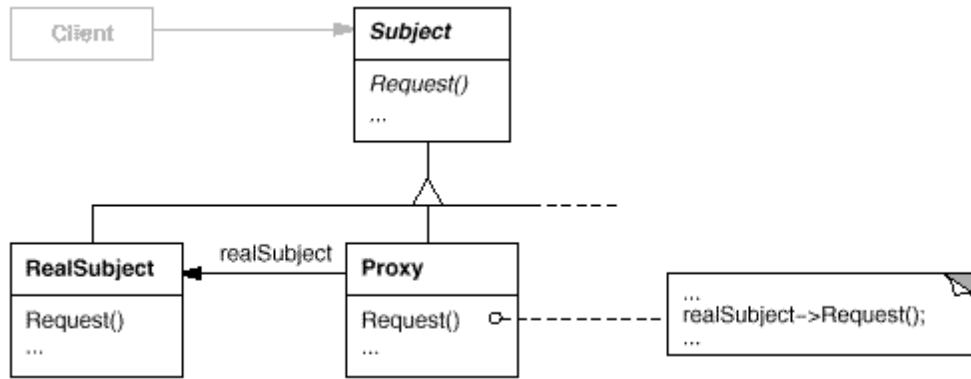 Client
Subject
Request()
...
realSubject
RealSubject
Request()
...
Proxy
Request()
...
...
realSubject->Request();
...